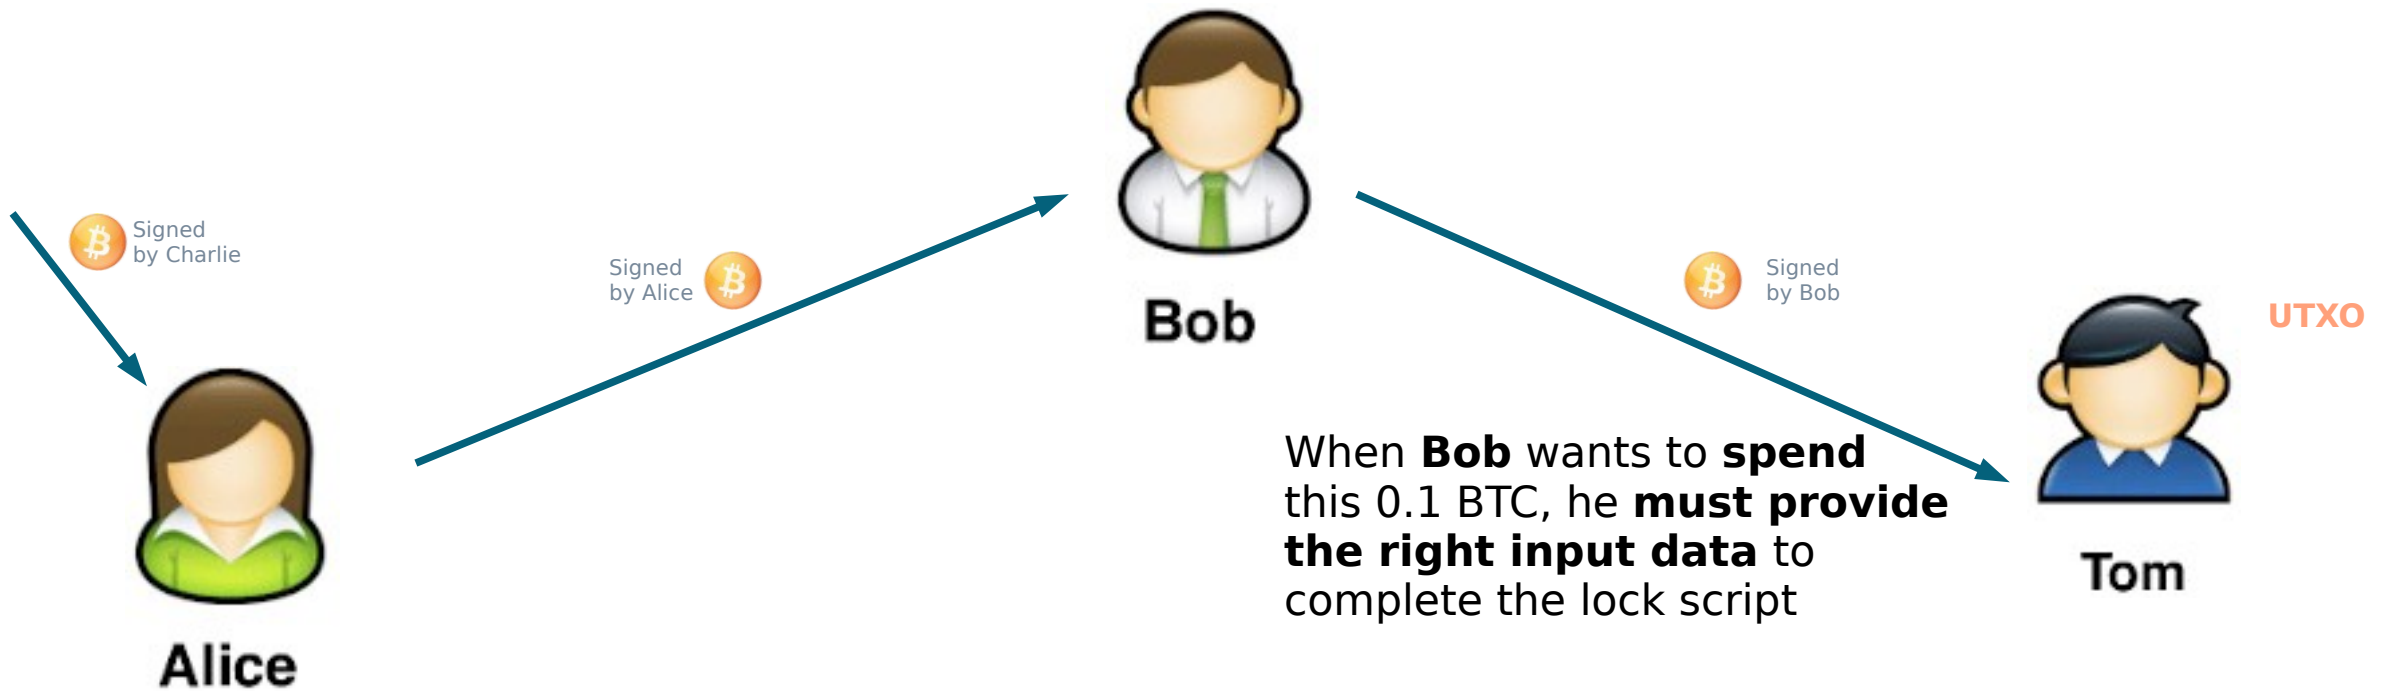 Signed
by Charlie
Signed
by Alice
Bob
Signed
by Bob
UTXO
When Bob wants to spend
this 0.1 BTC, he must provide
the right input data to
complete the lock script
Tom
Alice